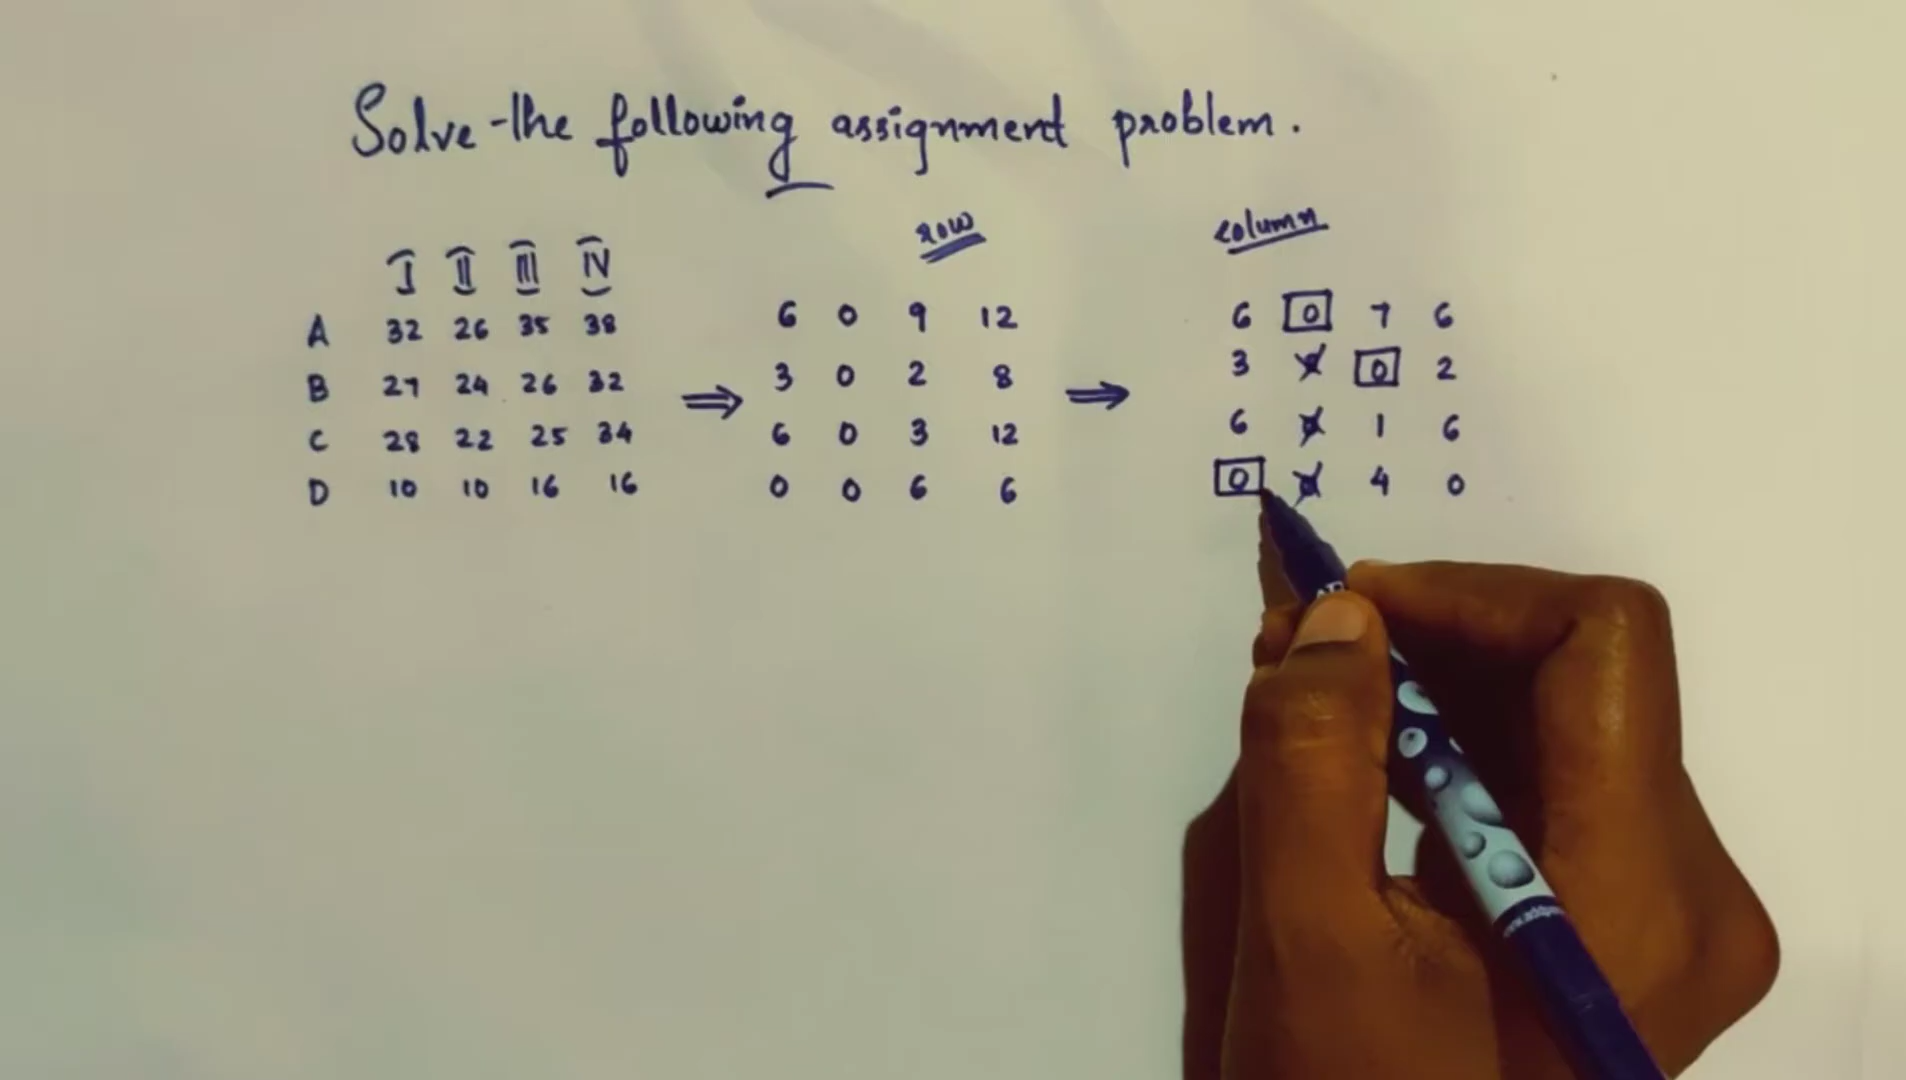 Solve the following assignment problem.
row
column
I II III IV
A 32 26 35 38
B 27 24 26 32
C 28 22 25 34
D 10 10 16 16
⇒
6 0 9 12
3 0 2 8
6 0 3 12
0 0 6 6
⇒
6 0 7 6
3 0 0 2
6 0 1 6
0 0 4 0